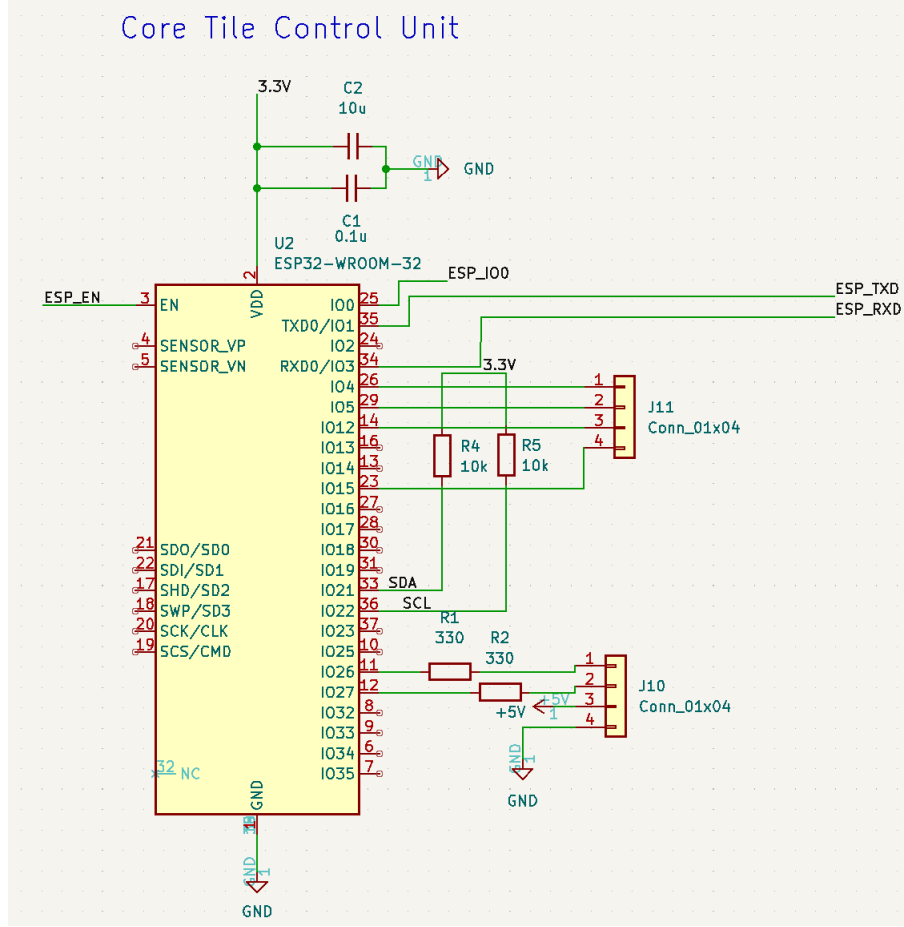 Core Tile Control Unit
3.3V
C2
10u
GND
1
GND
C1
0.1u
U2
ESP32-WROOM-32
2
VDD
ESP_EN
3
EN
4
SENSOR_VP
5
SENSOR_VN
21
SDO/SD0
22
SDI/SD1
17
SHD/SD2
18
SWP/SD3
20
SCK/CLK
19
SCS/CMD
32
NC
IO0
25
ESP_IO0
TXD0/IO1
35
ESP_TXD
IO2
24
ESP_RXD
RXD0/IO3
34
3.3V
IO4
26
IO5
29
IO12
14
IO13
16
IO14
13
IO15
23
IO16
27
IO17
28
IO18
30
IO19
31
IO21
33
SDA
IO22
36
SCL
IO23
37
IO25
10
IO26
11
IO27
12
IO32
8
IO33
9
IO34
6
IO35
7
R4
10k
R5
10k
1
2
3
4
J11
Conn_01x04
R1
330
R2
330
1
2
3
4
J10
Conn_01x04
+5V
1
+5V
GND
1
GND
GND
GND
1
GND